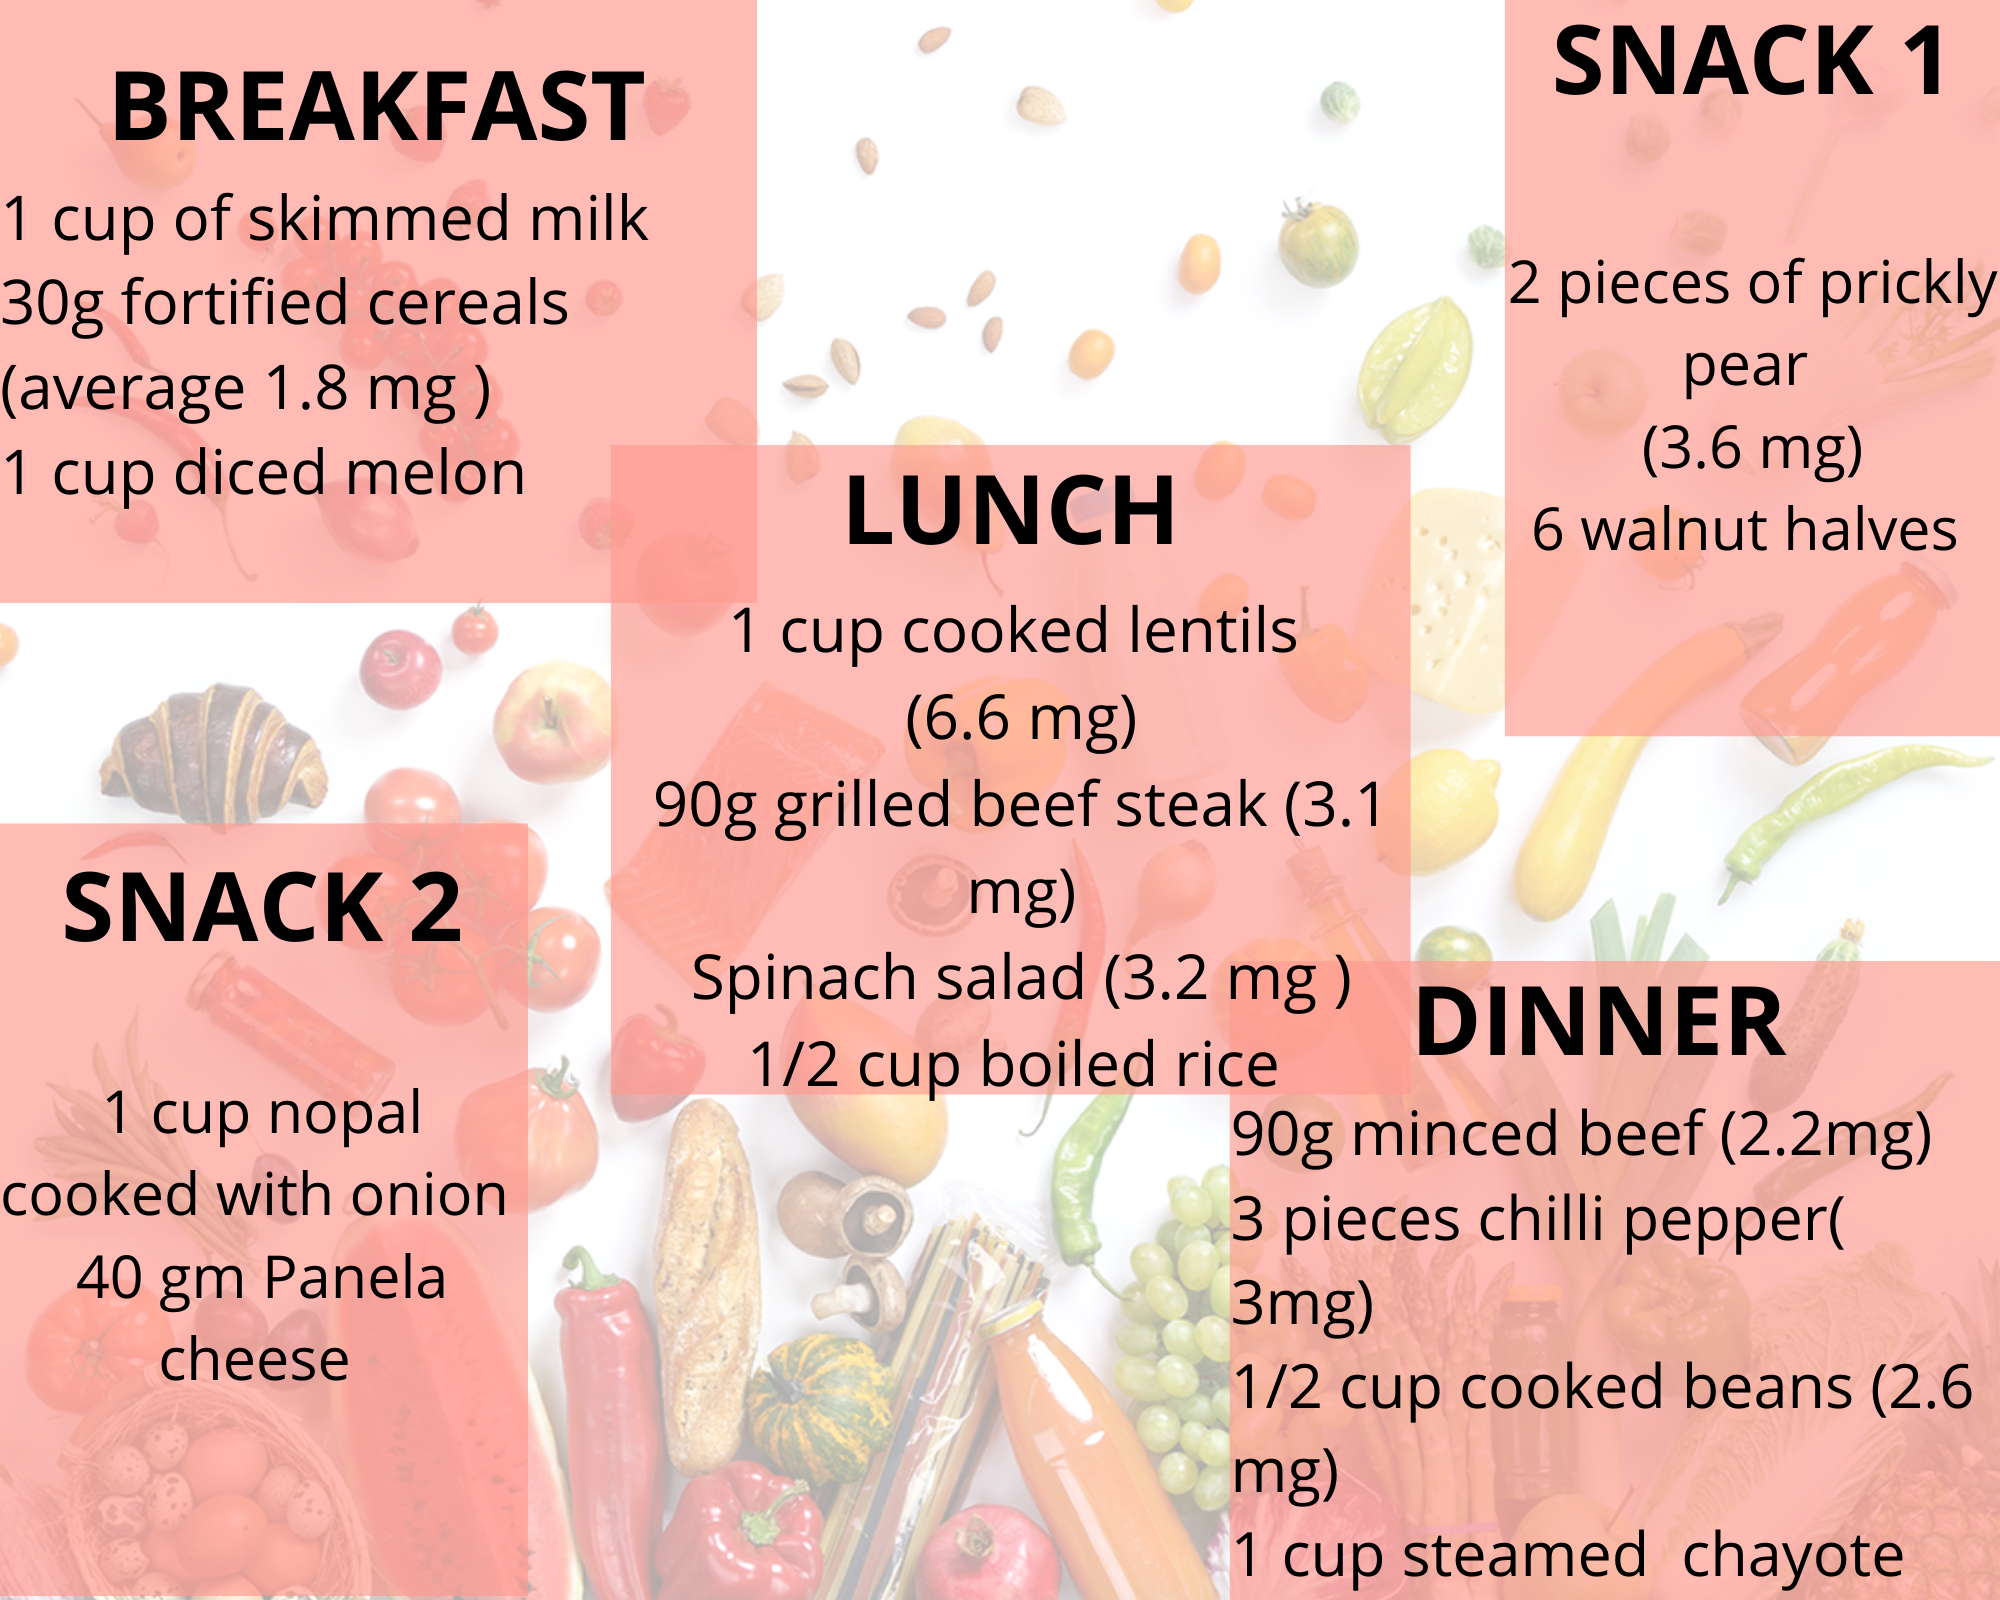 BREAKFAST
1 cup of skimmed milk
30g fortified cereals
(average 1.8 mg )
1 cup diced melon
SNACK 1
2 pieces of prickly
pear
(3.6 mg)
6 walnut halves
LUNCH
1 cup cooked lentils
(6.6 mg)
90g grilled beef steak (3.1
mg)
Spinach salad (3.2 mg )
1/2 cup boiled rice
SNACK 2
1 cup nopal
cooked with onion
40 gm Panela
cheese
DINNER
90g minced beef (2.2mg)
3 pieces chilli pepper(
3mg)
1/2 cup cooked beans (2.6
mg)
1 cup steamed  chayote